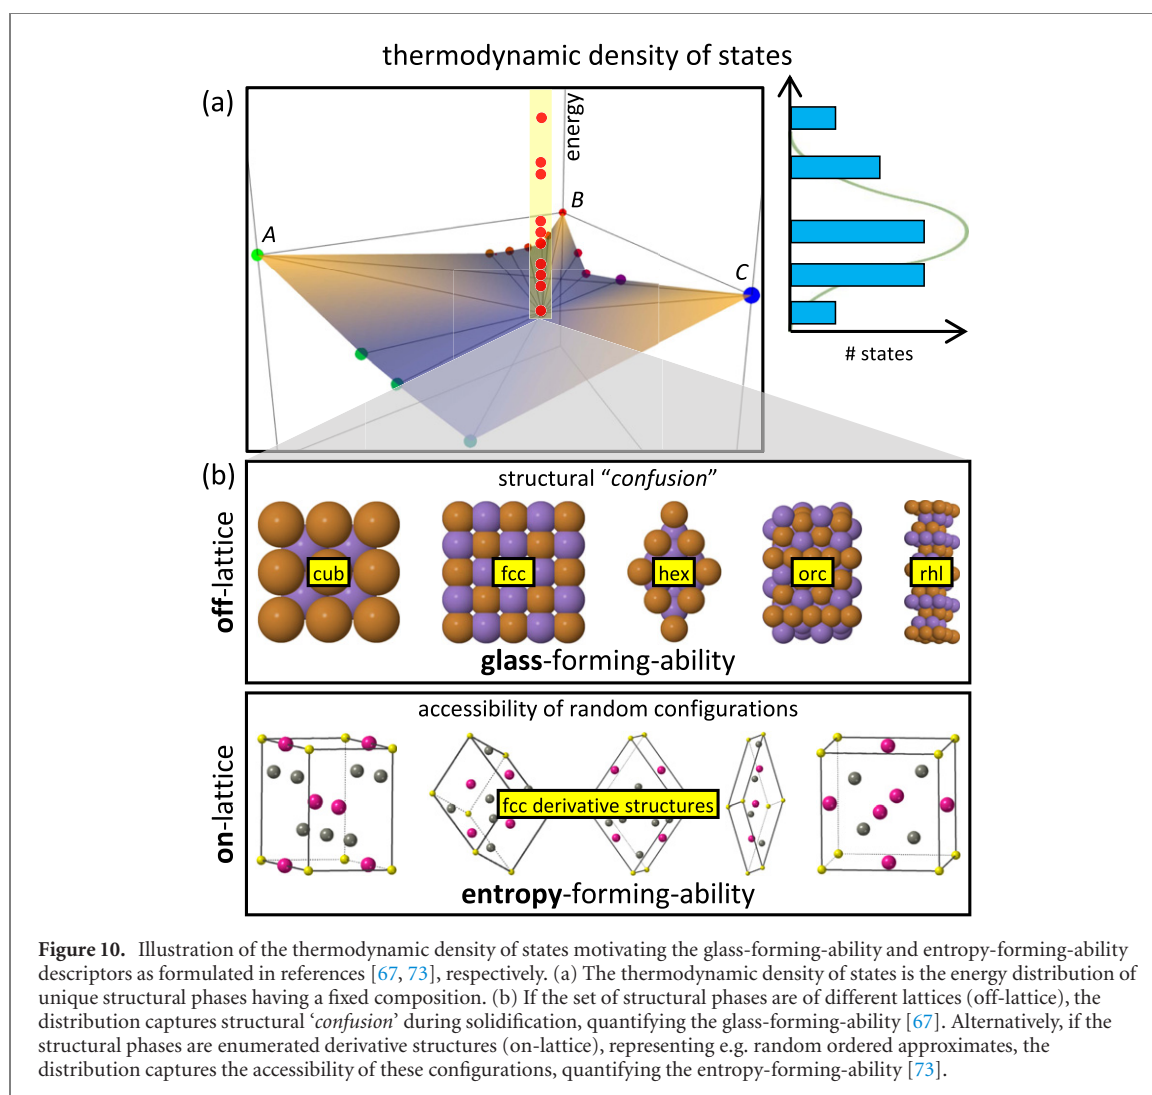 thermodynamic density of states
(a)
energy
A
B
C
# states
(b)
structural “confusion”
off-lattice
cub
fcc
hex
orc
rhl
glass-forming-ability
accessibility of random configurations
on-lattice
fcc derivative structures
entropy-forming-ability
Figure 10. Illustration of the thermodynamic density of states motivating the glass-forming-ability and entropy-forming-ability
descriptors as formulated in references [67, 73], respectively. (a) The thermodynamic density of states is the energy distribution of
unique structural phases having a fixed composition. (b) If the set of structural phases are of different lattices (off-lattice), the
distribution captures structural ‘confusion’ during solidification, quantifying the glass-forming-ability [67]. Alternatively, if the
structural phases are enumerated derivative structures (on-lattice), representing e.g. random ordered approximates, the
distribution captures the accessibility of these configurations, quantifying the entropy-forming-ability [73].